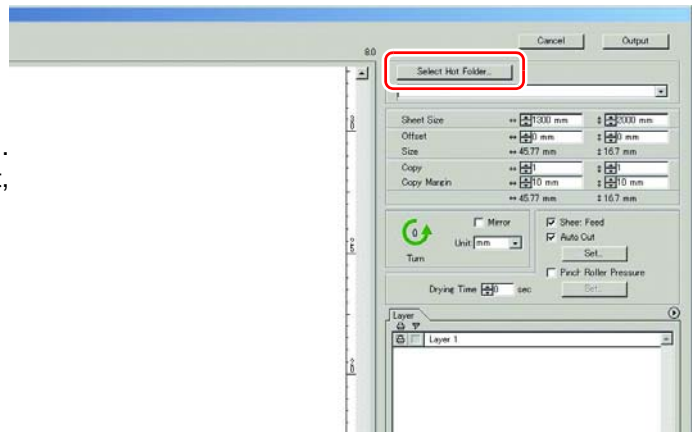 Cancel Output
8.0
Select Hot Folder...
.
t,
Sheet Size ↔ 1300 mm ↕ 2000 mm
Offset ↔ 0 mm ↕ 0 mm
Size ↔ 45.77 mm ↕ 16.7 mm
Copy ↔ 1 ↕ 1
Copy Margin ↔ 10 mm ↕ 10 mm
↔ 45.77 mm ↕ 16.7 mm
0
Turn
Mirror
Unit mm
Sheet Feed
Auto Cut
Set...
Pinch Roller Pressure
Set...
Drying Time 0 sec
Layer
Layer 1